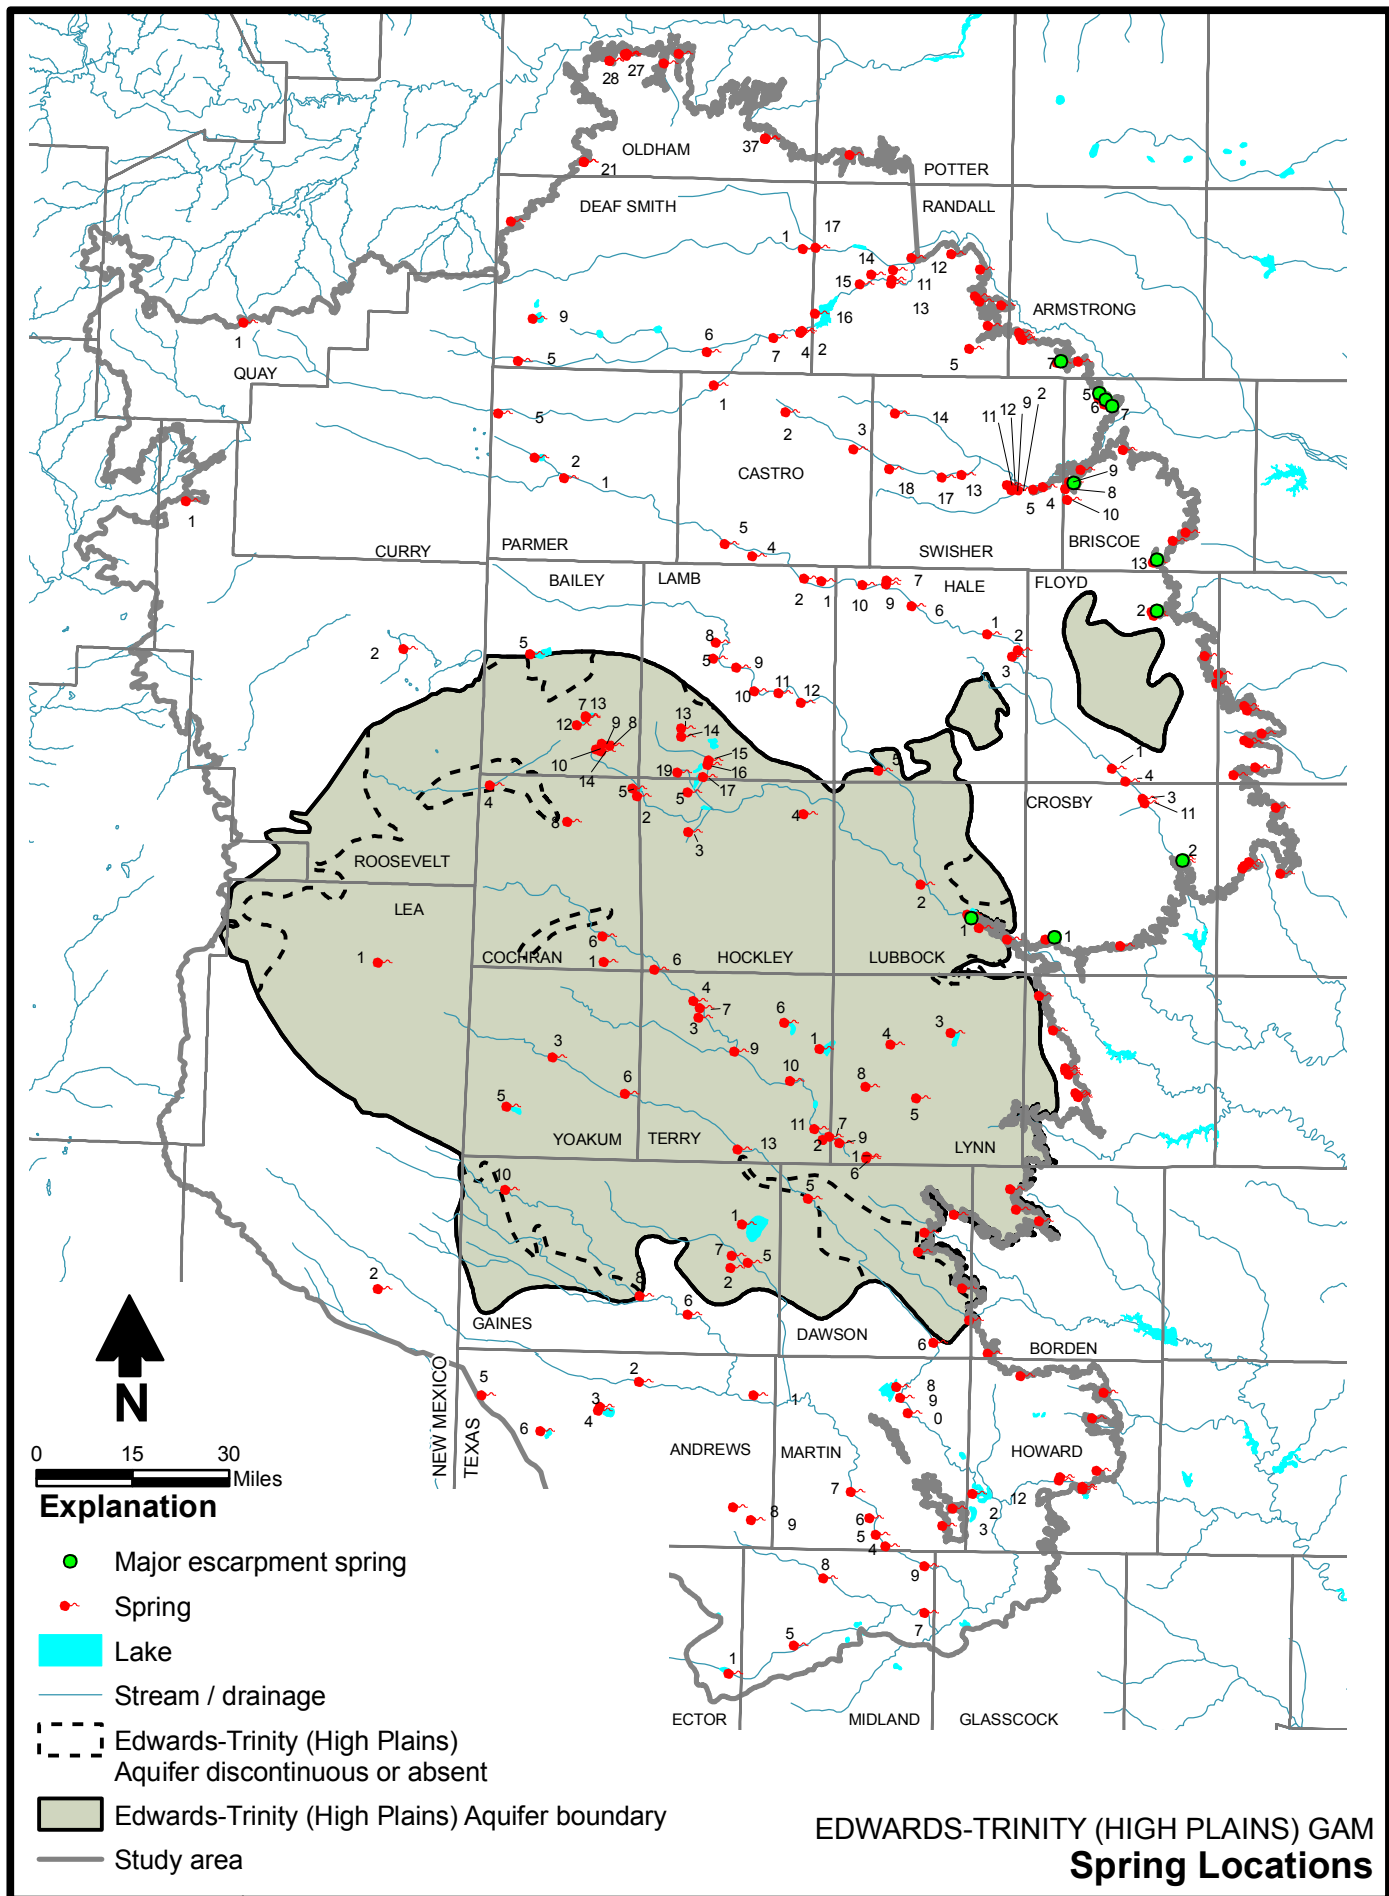 28 27
OLDHAM
37
21
POTTER
DEAF SMITH
RANDALL
17
1
14
12
15
11
13
9
16
ARMSTRONG
1
6
7 4 2
5
5
7
QUAY
1
5
6
7
5
2
14
11 12 9 2
3
2
1
CASTRO
18
17
13
9
8
5 4
10
1
5
4
CURRY
PARMER
SWISHER
BRISCOE
13
BAILEY
LAMB
7
HALE
FLOYD
2 1 10 9
6
2
1
2
3
2
5
8
5
9
10
11
12
7 13
12
9 8
13
14
10
14
15
16
19
17
5
1
4
4
5
2
5
4
CROSBY
3
11
8
3
2
ROOSEVELT
LEA
2
1
1
6
1
COCHRAN
1
6
HOCKLEY
LUBBOCK
4
7
3
6
1
4
3
3
9
10
8
5
6
5
11
7
2
9
1
6
YOAKUM
TERRY
13
LYNN
10
5
1
7
5
2
2
8
6
GAINES
DAWSON
6
BORDEN
NEW MEXICO
TEXAS
5
2
1
3
4
6
8
9
0
ANDREWS
MARTIN
HOWARD
7
12
2
3
8
9
6
5
4
8
9
5
7
1
ECTOR
MIDLAND
GLASSCOCK
N
0 15 30
Miles
Explanation
Major escarpment spring
Spring
Lake
Stream / drainage
Edwards-Trinity (High Plains)
Aquifer discontinuous or absent
Edwards-Trinity (High Plains) Aquifer boundary
Study area
EDWARDS-TRINITY (HIGH PLAINS) GAM
Spring Locations